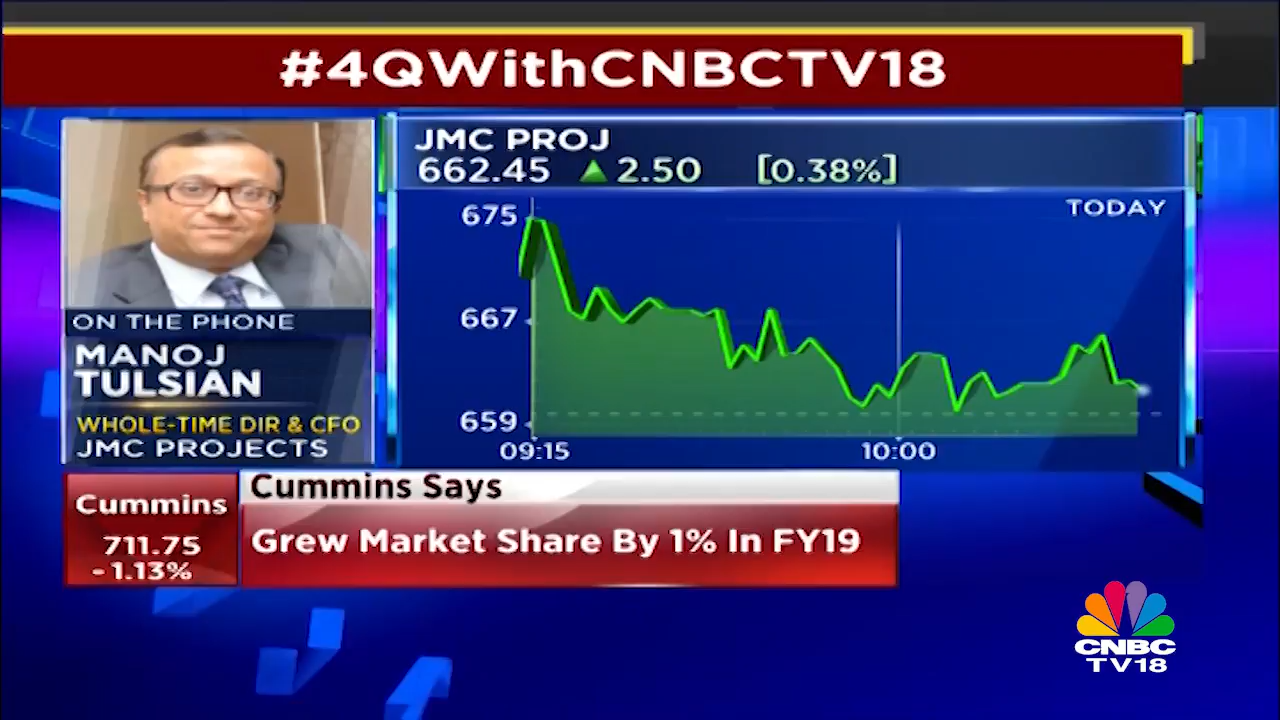 #4QWithCNBCTV18
ON THE PHONE
MANOJ
TULSIAN
WHOLE-TIME DIR & CFO
JMC PROJECTS
JMC PROJ
662.45 ▲ 2.50 [0.38%]
TODAY
675
667
659
09:15 10:00
Cummins
711.75
-1.13%
Cummins Says
Grew Market Share By 1% In FY19
CNBC
TV18